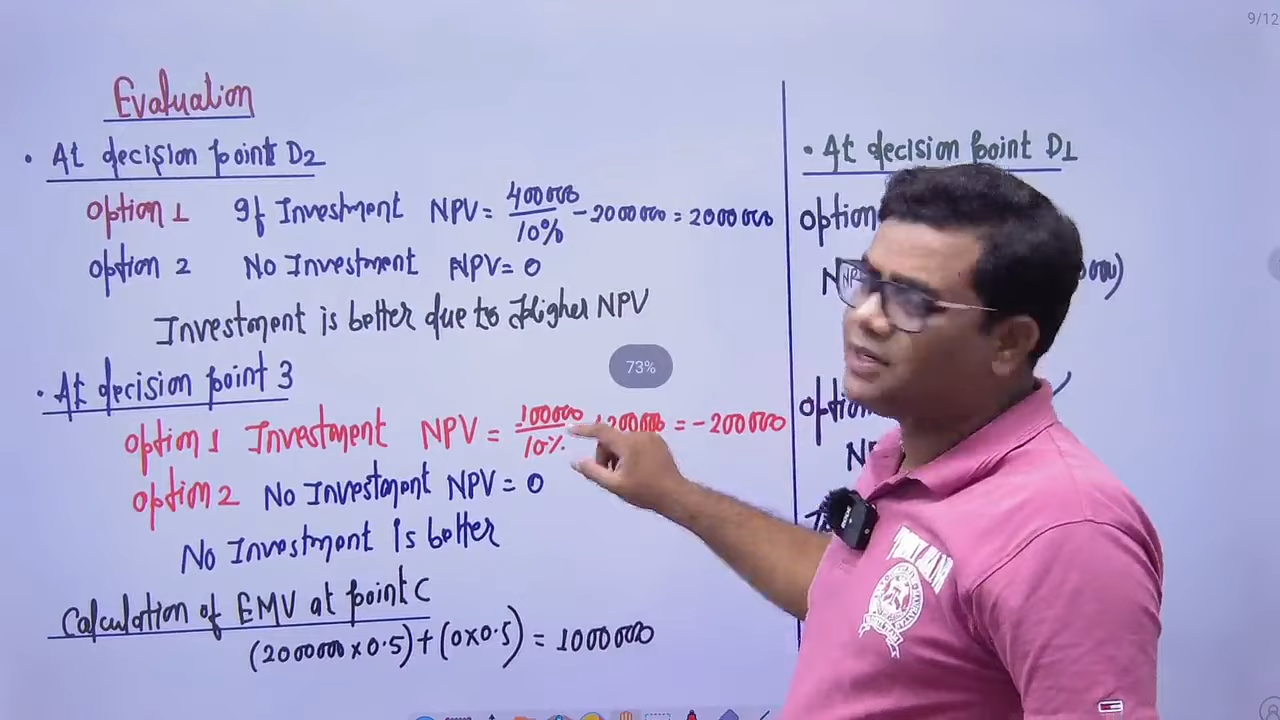 9/12
Evaluation
• At decision point D2
option 1 If Investment NPV = 400000/10% - 2000000 = 2000000
option 2 No Investment NPV = 0
Investment is better due to Higher NPV
73%
• At decision point 3
option 1 Investment NPV = 100000/10% = -200000
option 2 No Investment NPV = 0
No Investment is better
Calculation of EMV at point C
(2000000 x 0.5) + (0 x 0.5) = 1000000
• At decision point D1
option
option